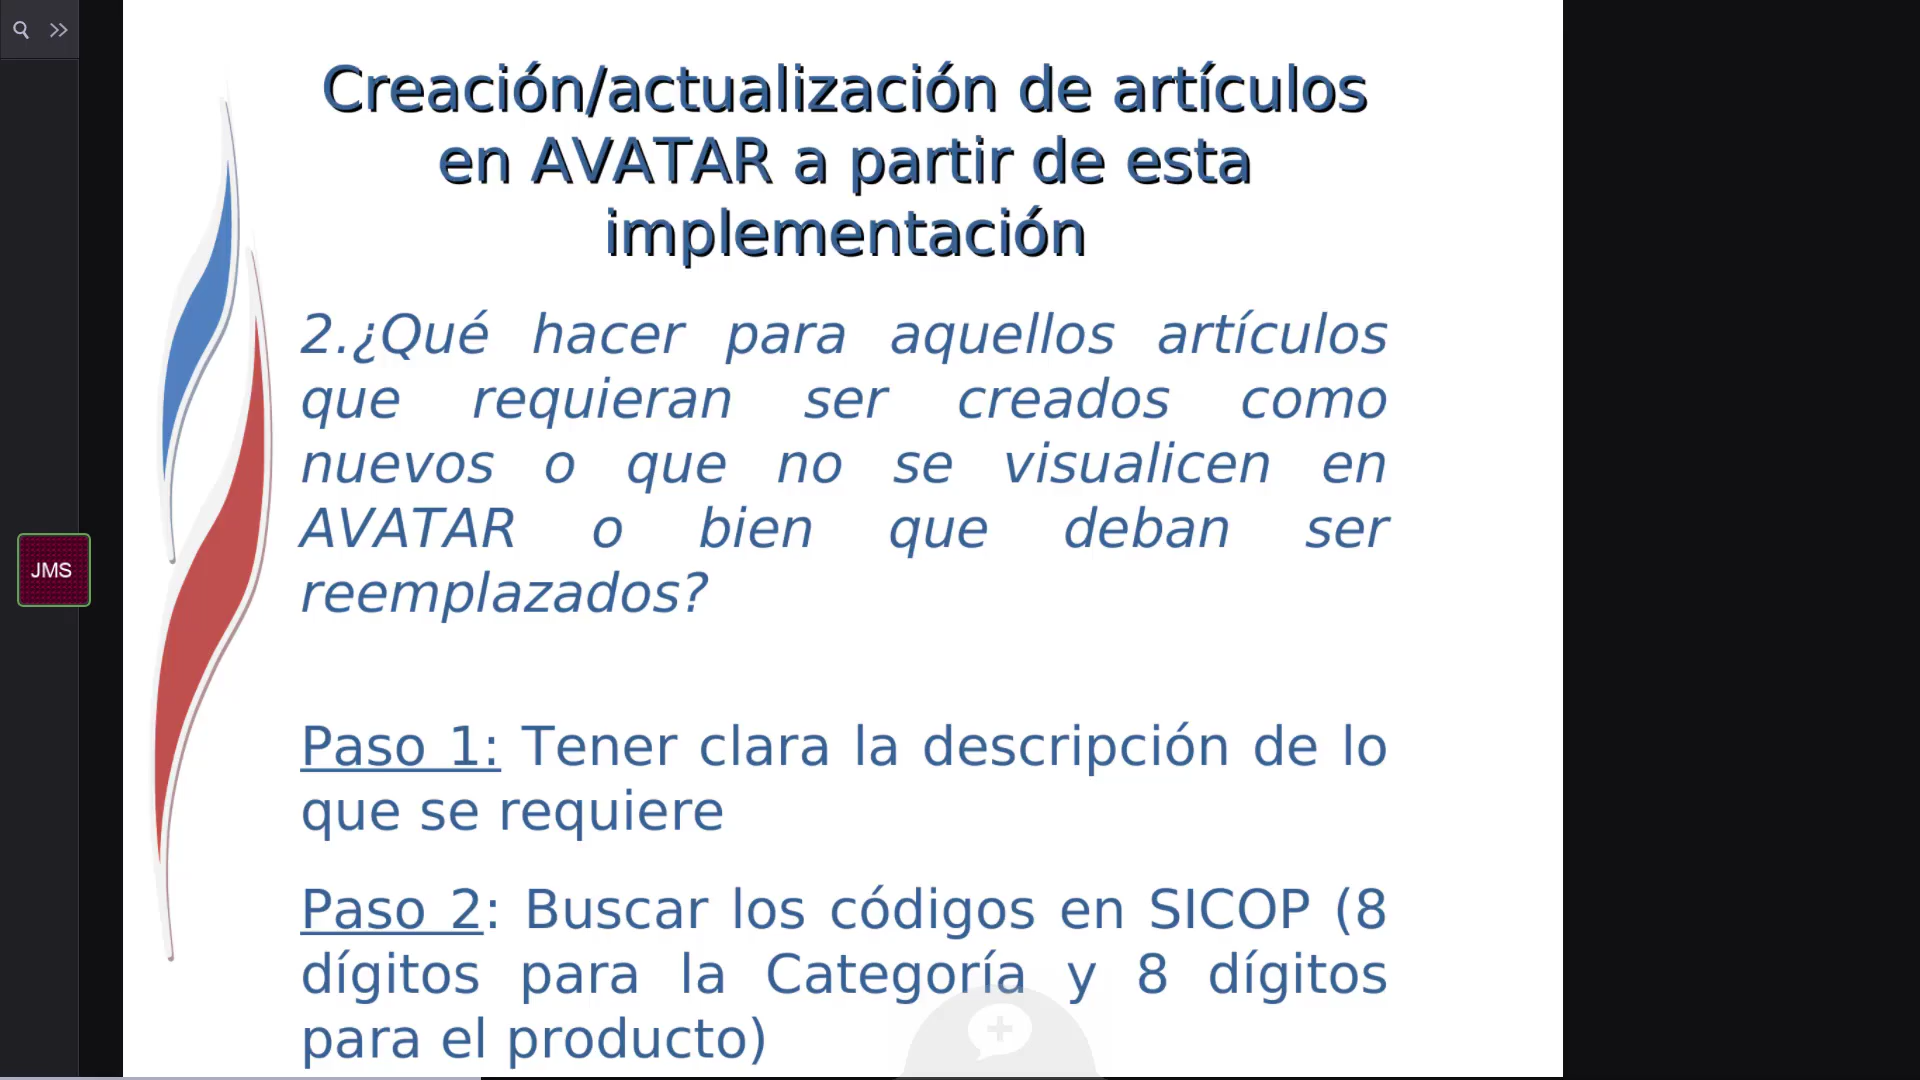 Creación/actualización de artículos
en AVATAR a partir de esta
implementación
2.¿Qué hacer para aquellos artículos
que requieran ser creados como
nuevos o que no se visualicen en
AVATAR o bien que deban ser
reemplazados?
JMS
Paso 1: Tener clara la descripción de lo
que se requiere
Paso 2: Buscar los códigos en SICOP (8
dígitos para la Categoría y 8 dígitos
para el producto)